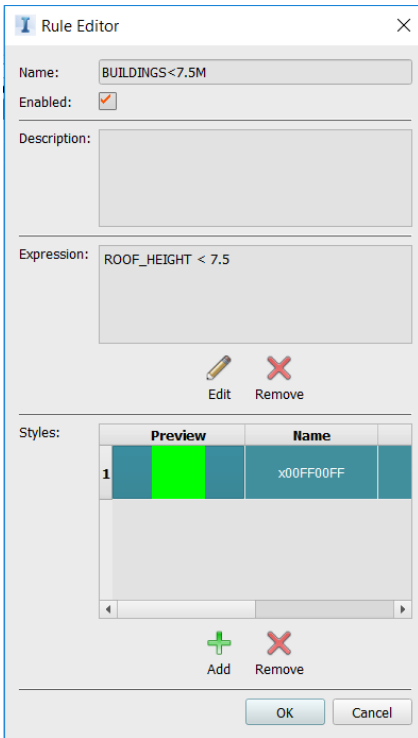 Rule Editor
Name: BUILDINGS<7.5M
Enabled:
Description:
Expression: ROOF_HEIGHT < 7.5
Edit Remove
Styles: Preview Name
1 x00FF00FF
Add Remove
OK Cancel